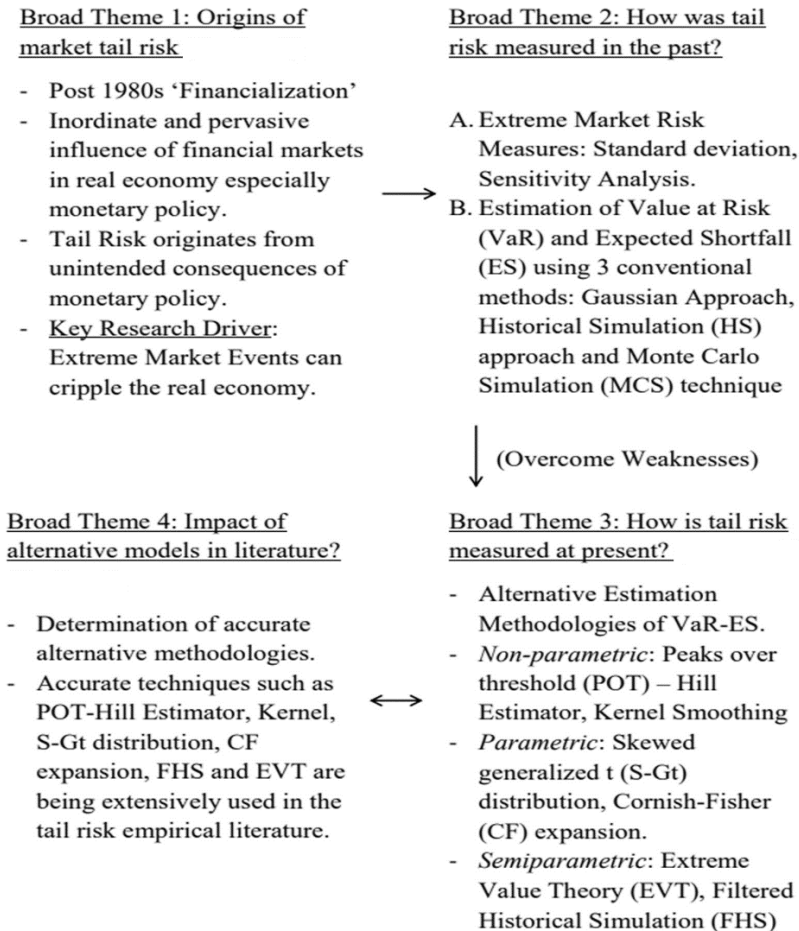 Broad Theme 1: Origins of
market tail risk
- Post 1980s ‘Financialization’
- Inordinate and pervasive
influence of financial markets
in real economy especially
monetary policy.
- Tail Risk originates from
unintended consequences of
monetary policy.
- Key Research Driver:
Extreme Market Events can
cripple the real economy.
Broad Theme 2: How was tail
risk measured in the past?
A. Extreme Market Risk
Measures: Standard deviation,
Sensitivity Analysis.
B. Estimation of Value at Risk
(VaR) and Expected Shortfall
(ES) using 3 conventional
methods: Gaussian Approach,
Historical Simulation (HS)
approach and Monte Carlo
Simulation (MCS) technique
(Overcome Weaknesses)
Broad Theme 3: How is tail risk
measured at present?
- Alternative Estimation
Methodologies of VaR-ES.
- Non-parametric: Peaks over
threshold (POT) – Hill
Estimator, Kernel Smoothing
- Parametric: Skewed
generalized t (S-Gt)
distribution, Cornish-Fisher
(CF) expansion.
- Semiparametric: Extreme
Value Theory (EVT), Filtered
Historical Simulation (FHS)
Broad Theme 4: Impact of
alternative models in literature?
- Determination of accurate
alternative methodologies.
- Accurate techniques such as
POT-Hill Estimator, Kernel,
S-Gt distribution, CF
expansion, FHS and EVT are
being extensively used in the
tail risk empirical literature.